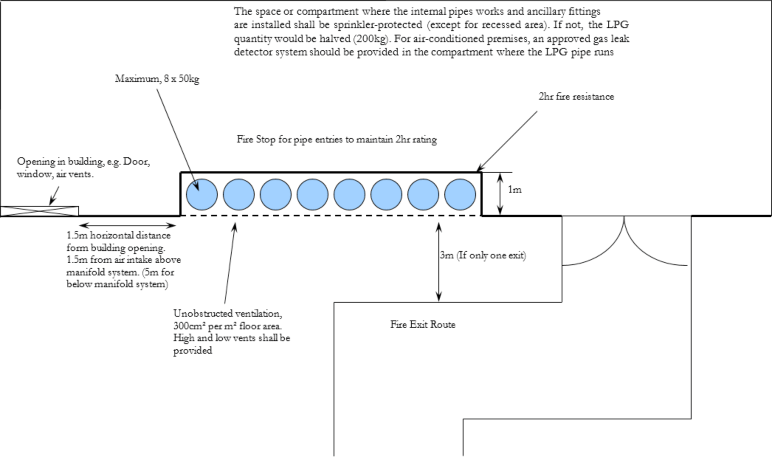 The space or compartment where the internal pipes works and ancillary fittings
are installed shall be sprinkler-protected (except for recessed area). If not, the LPG
quantity would be halved (200kg). For air-conditioned premises, an approved gas leak
detector system should be provided in the compartment where the LPG pipe runs
Maximum, 8 x 50kg
2hr fire resistance
Fire Stop for pipe entries to maintain 2hr rating
Opening in building, e.g. Door,
window, air vents.
1m
1.5m horizontal distance
form building opening.
1.5m from air intake above
manifold system. (5m for
below manifold system)
3m (If only one exit)
Unobstructed ventilation,
300cm² per m² floor area.
High and low vents shall be
provided
Fire Exit Route